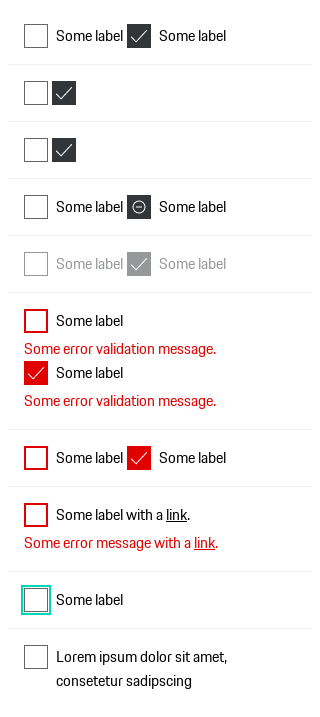 Some label Some label
Some label Some label
Some label Some label
Some label
Some error validation message.
Some label
Some error validation message.
Some label Some label
Some label with a link.
Some error message with a link.
Some label
Lorem ipsum dolor sit amet,
consetetur sadipscing